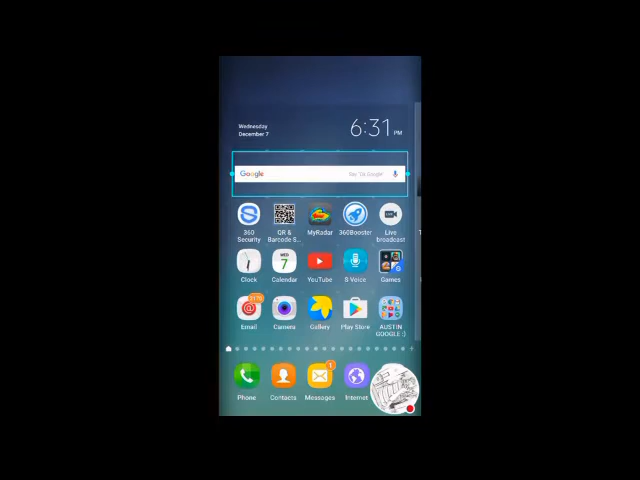 Wednesday
December 7
6:31 PM
Google
Say "Ok Google"
360 Security
QR & Barcode S...
MyRadar
360Booster
Live broadcast
WED
7
Clock
Calendar
YouTube
S Voice
Games
Email
Camera
Gallery
Play Store
AUSTIN GOOGLE :)
1
Phone
Contacts
Messages
Internet